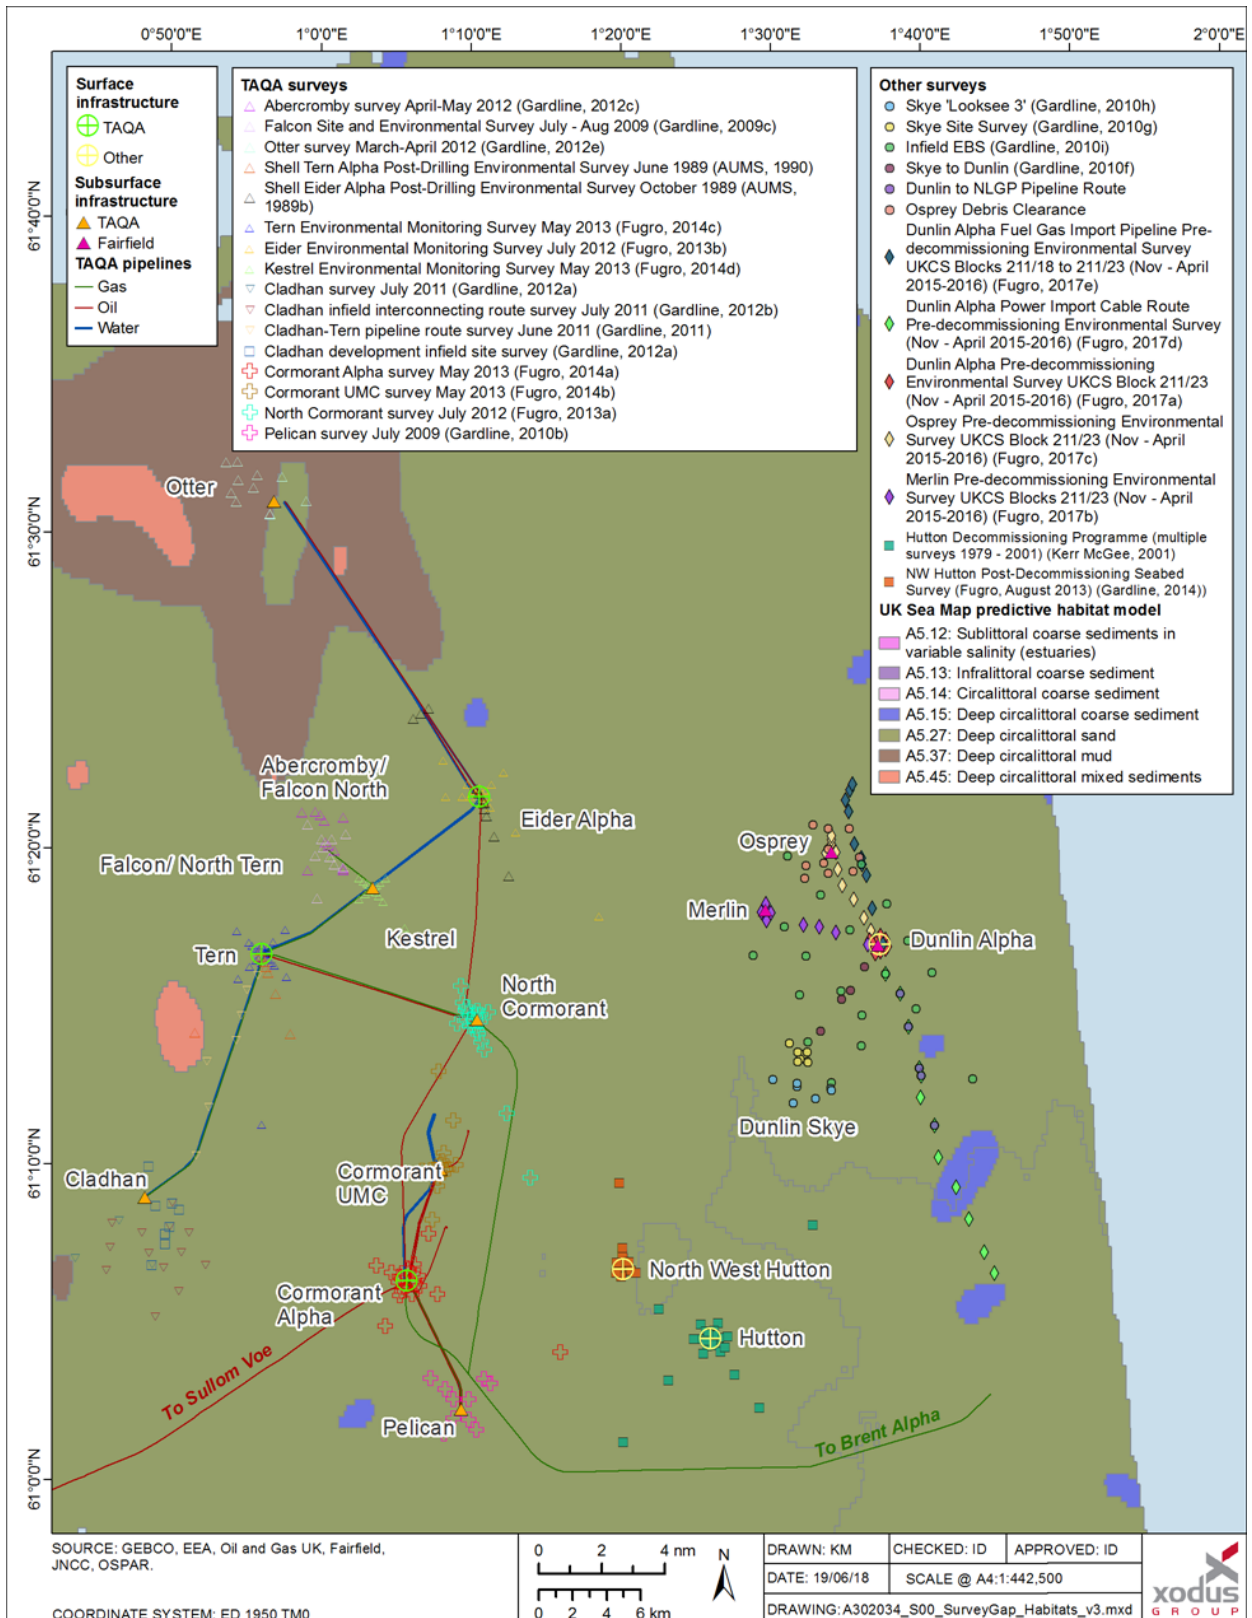 0°50'0"E
1°0'0"E
1°10'0"E
1°20'0"E
1°30'0"E
1°40'0"E
1°50'0"E
2°0'0"E
61°40'0"N
61°30'0"N
61°20'0"N
61°10'0"N
61°0'0"N
Surface
infrastructure
TAQA
Other
Subsurface
infrastructure
TAQA
Fairfield
TAQA pipelines
Gas
Oil
Water
TAQA surveys
Abercromby survey April-May 2012 (Gardline, 2012c)
Falcon Site and Environmental Survey July - Aug 2009 (Gardline, 2009c)
Otter survey March-April 2012 (Gardline, 2012e)
Shell Tern Alpha Post-Drilling Environmental Survey June 1989 (AUMS, 1990)
Shell Eider Alpha Post-Drilling Environmental Survey October 1989 (AUMS,
1989b)
Tern Environmental Monitoring Survey May 2013 (Fugro, 2014c)
Eider Environmental Monitoring Survey July 2012 (Fugro, 2013b)
Kestrel Environmental Monitoring Survey May 2013 (Fugro, 2014d)
Cladhan survey July 2011 (Gardline, 2012a)
Cladhan infield interconnecting route survey July 2011 (Gardline, 2012b)
Cladhan-Tern pipeline route survey June 2011 (Gardline, 2011)
Cladhan development infield site survey (Gardline, 2012a)
Cormorant Alpha survey May 2013 (Fugro, 2014a)
Cormorant UMC survey May 2013 (Fugro, 2014b)
North Cormorant survey July 2012 (Fugro, 2013a)
Pelican survey July 2009 (Gardline, 2010b)
Other surveys
Skye 'Looksee 3' (Gardline, 2010h)
Skye Site Survey (Gardline, 2010g)
Infield EBS (Gardline, 2010i)
Skye to Dunlin (Gardline, 2010f)
Dunlin to NLGP Pipeline Route
Osprey Debris Clearance
Dunlin Alpha Fuel Gas Import Pipeline Pre-
decommissioning Environmental Survey
UKCS Blocks 211/18 to 211/23 (Nov - April
2015-2016) (Fugro, 2017e)
Dunlin Alpha Power Import Cable Route
Pre-decommissioning Environmental Survey
(Nov - April 2015-2016) (Fugro, 2017d)
Dunlin Alpha Pre-decommissioning
Environmental Survey UKCS Block 211/23
(Nov - April 2015-2016) (Fugro, 2017a)
Osprey Pre-decommissioning Environmental
Survey UKCS Block 211/23 (Nov - April
2015-2016) (Fugro, 2017c)
Merlin Pre-decommissioning Environmental
Survey UKCS Blocks 211/23 (Nov - April
2015-2016) (Fugro, 2017b)
Hutton Decommissioning Programme (multiple
surveys 1979 - 2001) (Kerr McGee, 2001)
NW Hutton Post-Decommissioning Seabed
Survey (Fugro, August 2013) (Gardline, 2014))
UK Sea Map predictive habitat model
A5.12: Sublittoral coarse sediments in
variable salinity (estuaries)
A5.13: Infralittoral coarse sediment
A5.14: Circalittoral coarse sediment
A5.15: Deep circalittoral coarse sediment
A5.27: Deep circalittoral sand
A5.37: Deep circalittoral mud
A5.45: Deep circalittoral mixed sediments
Otter
Abercromby/
Falcon North
Eider Alpha
Falcon/ North Tern
Kestrel
Tern
North
Cormorant
Osprey
Merlin
Dunlin Alpha
Dunlin Skye
Cladhan
Cormorant
UMC
Cormorant
Alpha
North West Hutton
Hutton
Pelican
To Sullom Voe
To Brent Alpha
SOURCE: GEBCO, EEA, Oil and Gas UK, Fairfield,
JNCC, OSPAR.
COORDINATE SYSTEM: ED 1950 TM0
0 2 4 nm
0 2 4 6 km
N
DRAWN: KM
CHECKED: ID
APPROVED: ID
DATE: 19/06/18
SCALE @ A4:1:442,500
DRAWING: A302034_S00_SurveyGap_Habitats_v3.mxd
xodus
GROUP